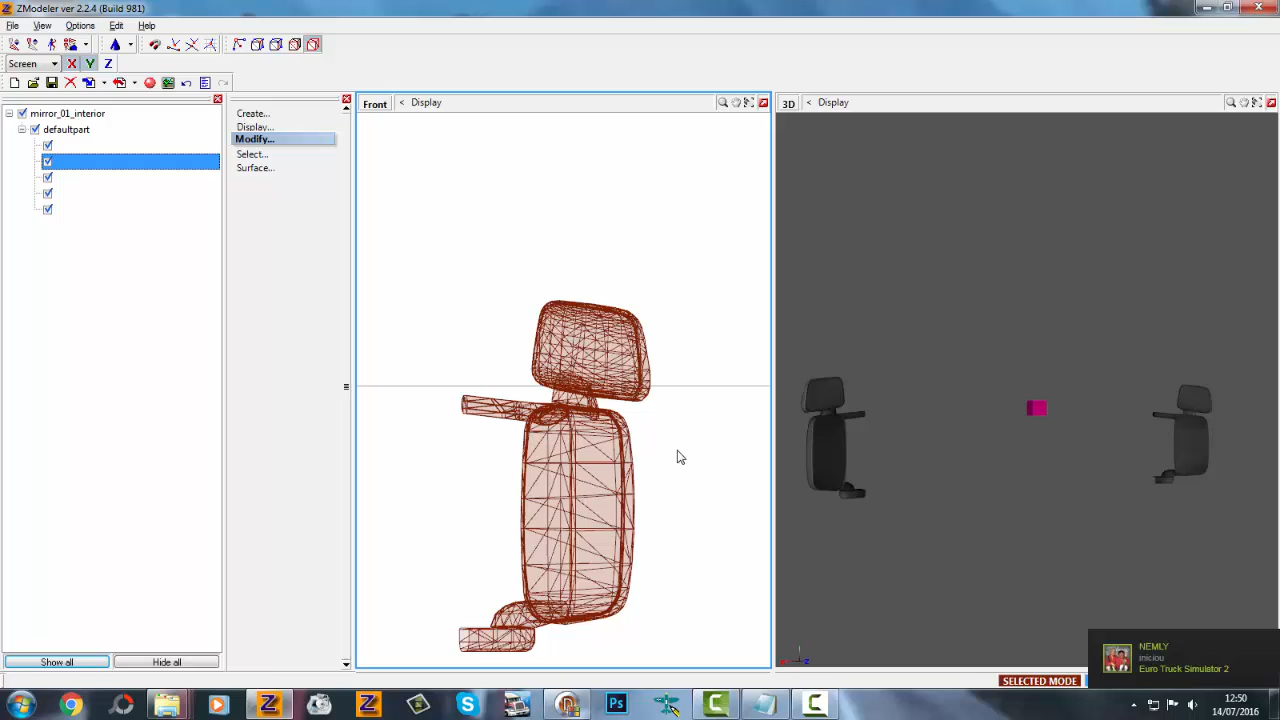 ZModeler ver 2.2.4 (Build 981)
File View Options Edit Help
Screen X Y Z
mirror_01_interior
defaultpart
Show all Hide all
Create...
Display...
Modify...
Select...
Surface...
Front < Display
3D < Display
SELECTED MODE
NEMLY
iniciou
Euro Truck Simulator 2
Ps
12:50
14/07/2016